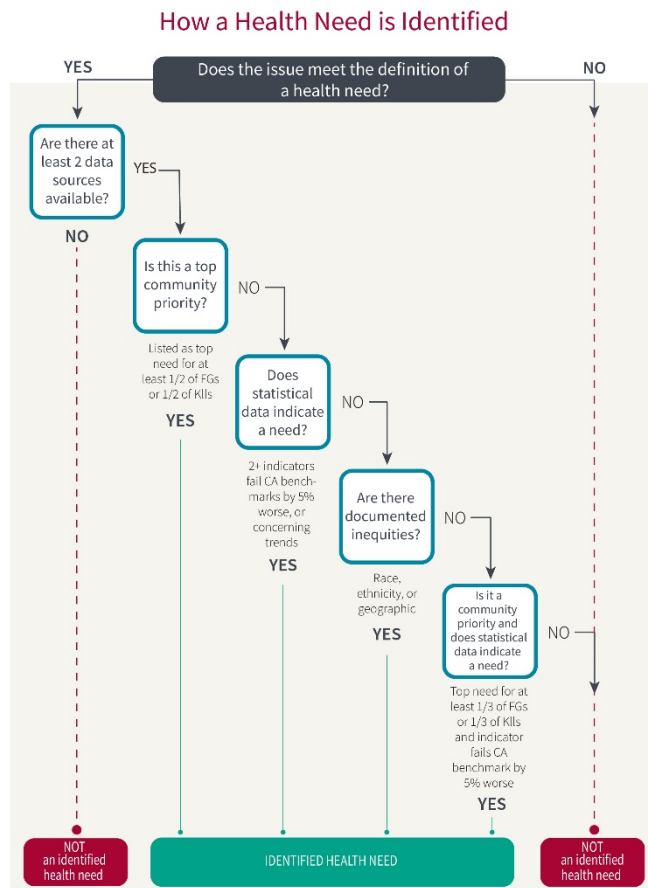 How a Health Need is Identified
YES
Does the issue meet the definition of
a health need?
NO
Are there at
least 2 data
sources
available?
YES
NO
Is this a top
community
priority?
NO
Listed as top
need for at
least 1/2 of FGs
or 1/2 of KIIs
YES
Does
statistical
data indicate
a need?
NO
2+ indicators
fail CA bench-
marks by 5%
worse, or
concerning
trends
YES
Are there
documented
inequities?
NO
Race,
ethnicity, or
geographic
YES
Is it a
community
priority and
does statistical
data indicate
a need?
NO
Top need for at
least 1/3 of FGs
or 1/3 of KIIs
and indicator
fails CA
benchmark by
5% worse
YES
NOT
an identified
health need
IDENTIFIED HEALTH NEED
NOT
an identified
health need